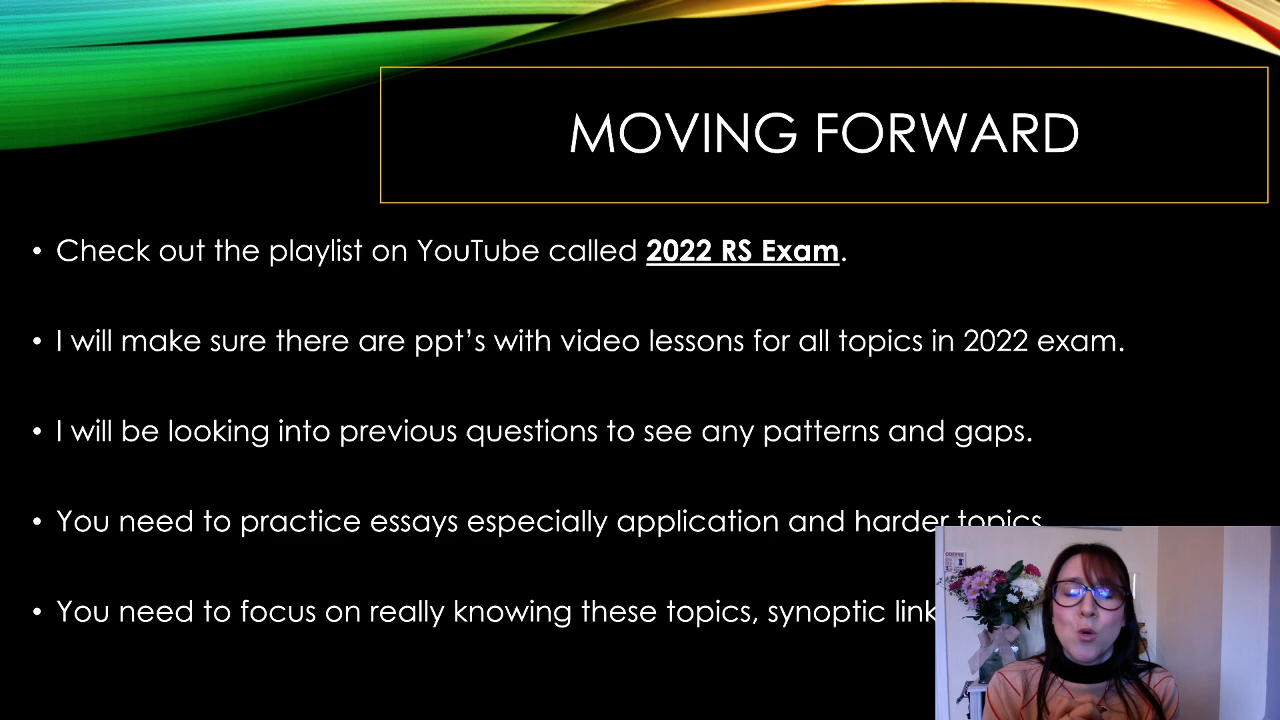 MOVING FORWARD
• Check out the playlist on YouTube called 2022 RS Exam.
• I will make sure there are ppt’s with video lessons for all topics in 2022 exam.
• I will be looking into previous questions to see any patterns and gaps.
• You need to practice essays especially application and harder topics
• You need to focus on really knowing these topics, synoptic link
COFFEE